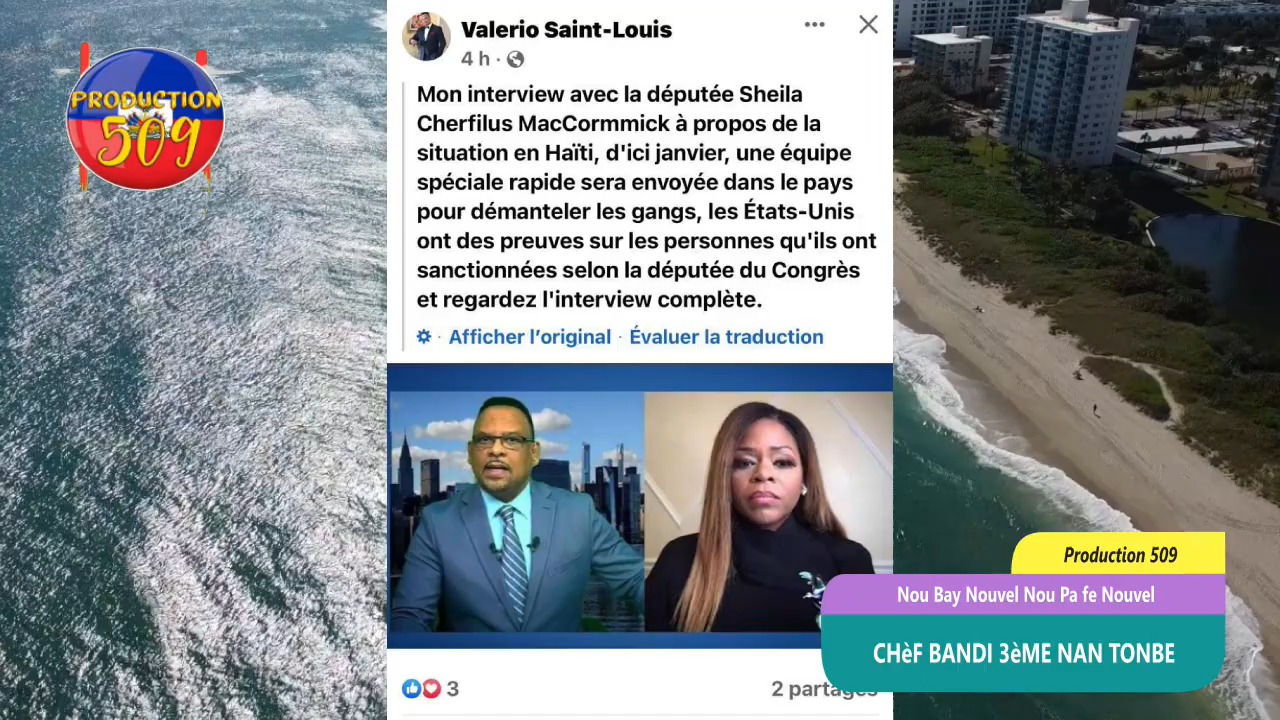 PRODUCTION
509
Valerio Saint-Louis
4 h ·
Mon interview avec la députée Sheila
Cherfilus MacCormmick à propos de la
situation en Haïti, d'ici janvier, une équipe
spéciale rapide sera envoyée dans le pays
pour démanteler les gangs, les États-Unis
ont des preuves sur les personnes qu'ils ont
sanctionnées selon la députée du Congrès
et regardez l'interview complète.
· Afficher l'original · Évaluer la traduction
3
2 partages
Production 509
Nou Bay Nouvel Nou Pa fe Nouvel
CHèF BANDI 3èME NAN TONBE